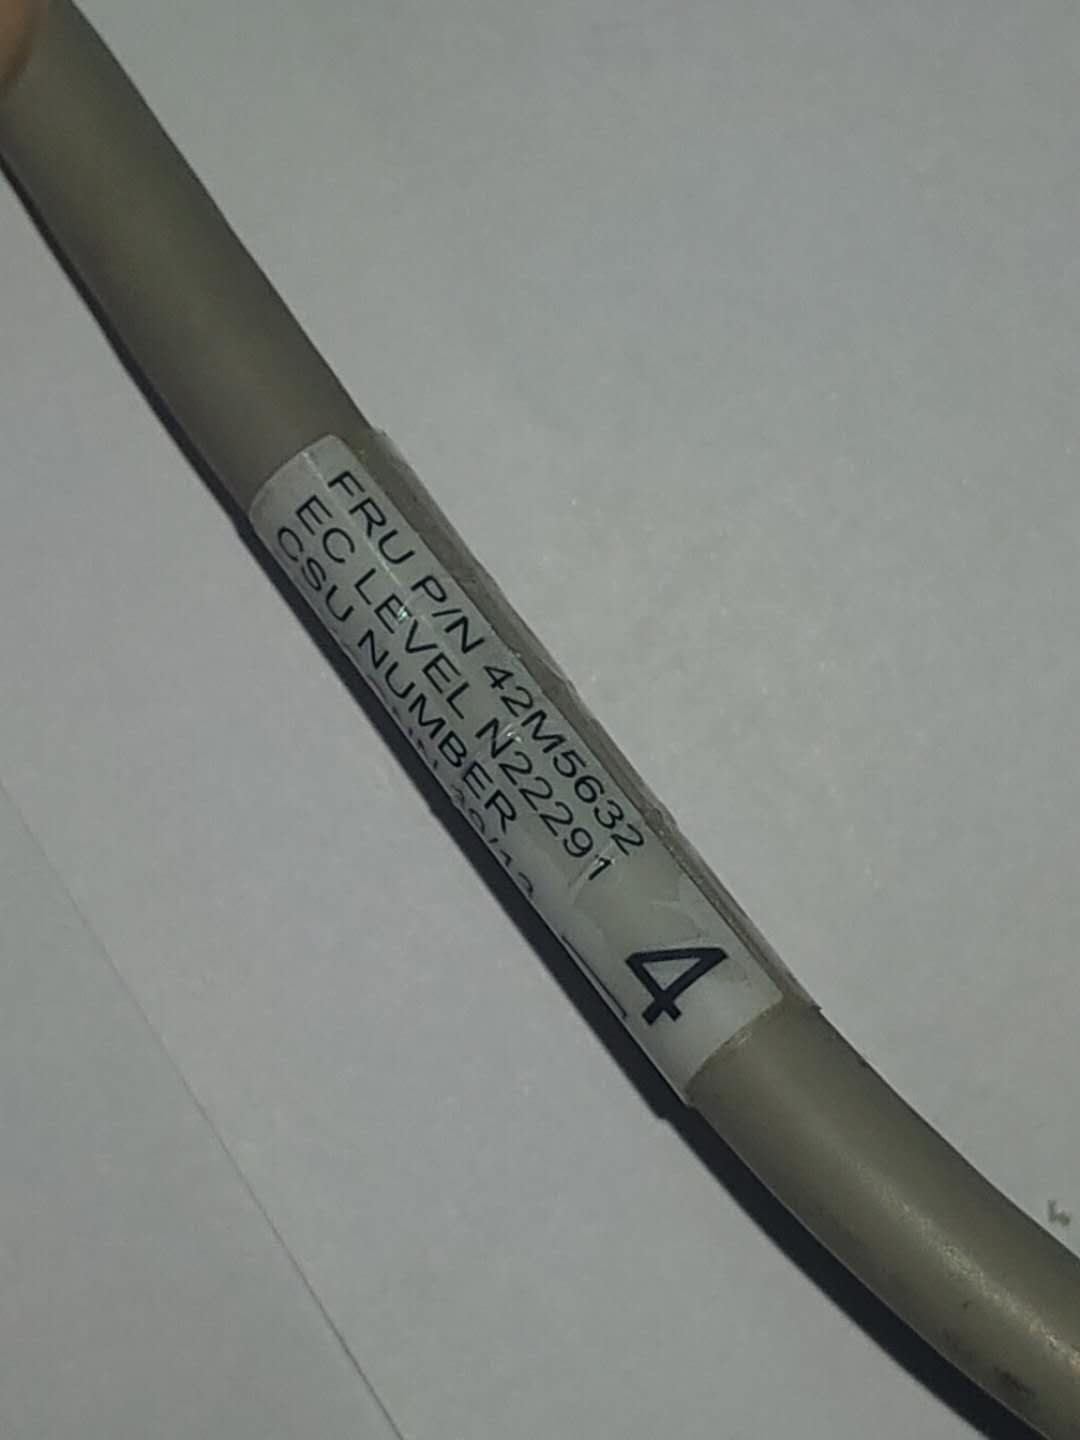 FRU P/N 42M5632
EC LEVEL N22291
CSU NUMBER
4